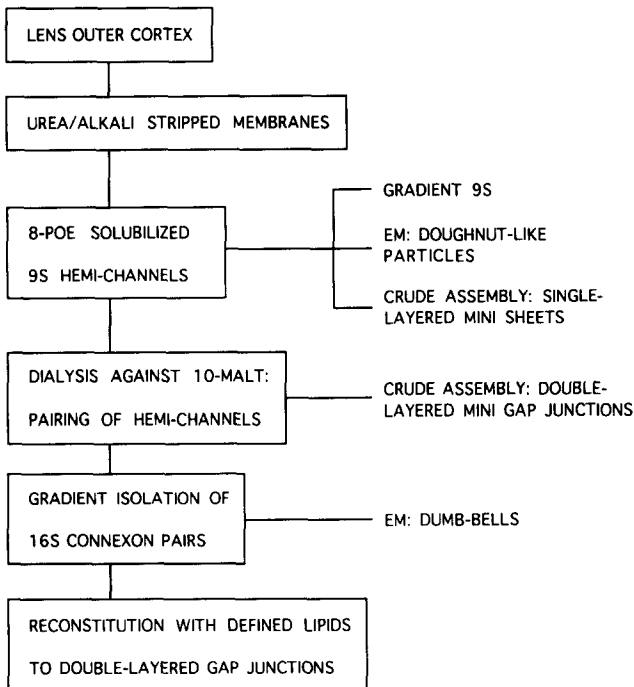 LENS OUTER CORTEX
UREA/ALKALI STRIPPED MEMBRANES
8-POE SOLUBILIZED
9S HEMI-CHANNELS
GRADIENT 9S
EM: DOUGHNUT-LIKE
PARTICLES
CRUDE ASSEMBLY: SINGLE-
LAYERED MINI SHEETS
DIALYSIS AGAINST 10-MALT:
PAIRING OF HEMI-CHANNELS
CRUDE ASSEMBLY: DOUBLE-
LAYERED MINI GAP JUNCTIONS
GRADIENT ISOLATION OF
16S CONNEXON PAIRS
EM: DUMB-BELLS
RECONSTITUTION WITH DEFINED LIPIDS
TO DOUBLE-LAYERED GAP JUNCTIONS